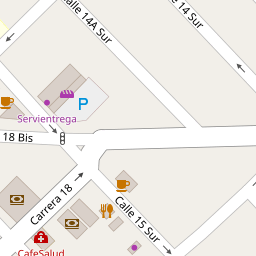 Calle 14A Sur
Calle 14 Sur
P
Servientrega
18 Bis
Carrera 18
Calle 15 Sur
CafeSalud